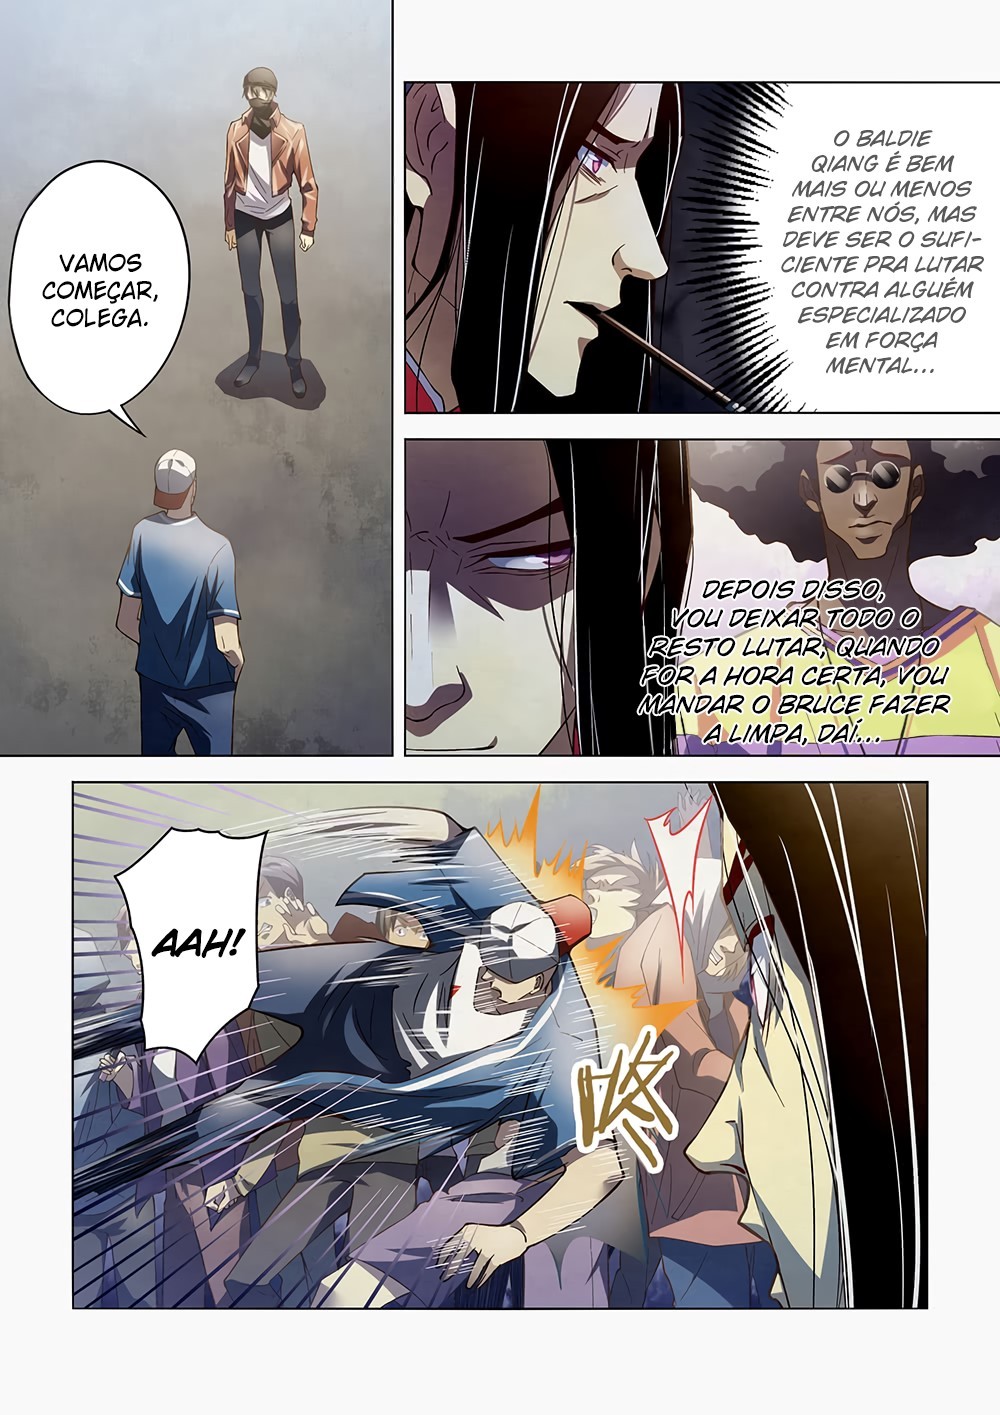 VAMOS
COMEÇAR,
COLEGA.
O BALDIE
QIANG É BEM
MAIS OU MENOS
ENTRE NÓS, MAS
DEVE SER O SUFI-
CIENTE PRA LUTAR
CONTRA ALGUÉM
ESPECIALIZADO
EM FORÇA
MENTAL...
DEPOIS DISSO,
VOU DEIXAR TODO O
RESTO LUTAR, QUANDO
FOR A HORA CERTA, VOU
MANDAR O BRUCE FAZER
A LIMPA, DAÍ...
AAH!
咚